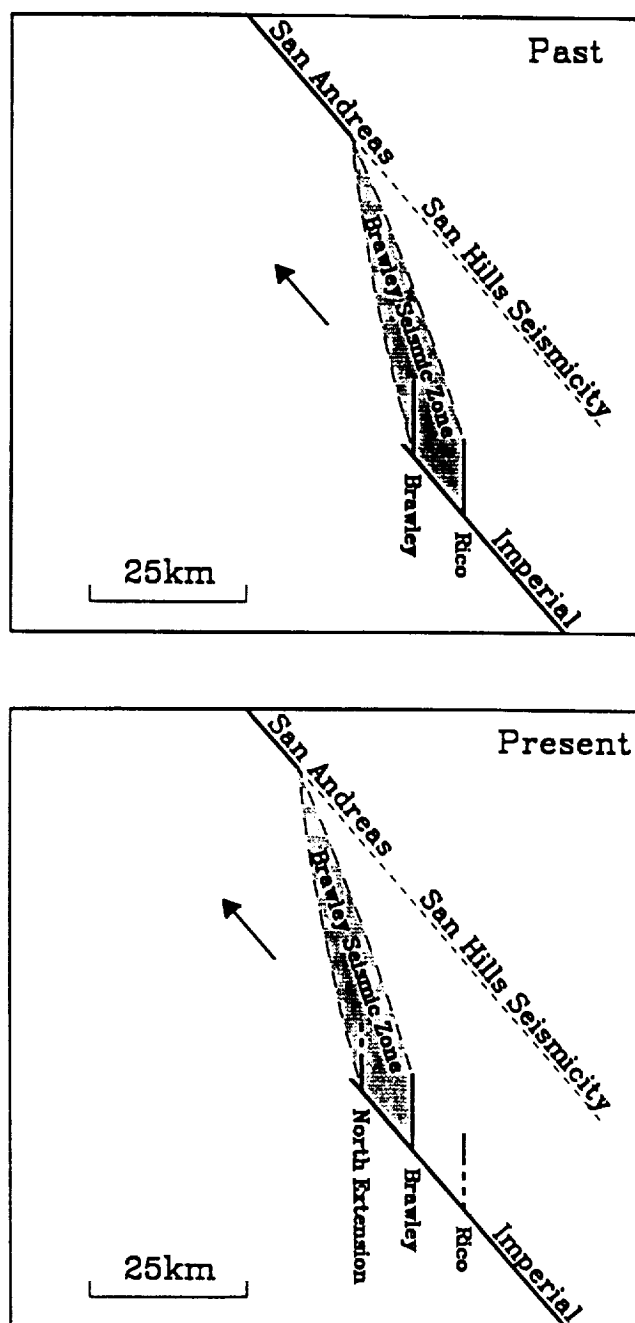 Past
San Andreas
San Hills Seismicity
Brawley Seismic Zone
Brawley
Rico
Imperial
25km
Present
San Andreas
San Hills Seismicity
Brawley Seismic Zone
North Extension
Brawley
Rico
Imperial
25km